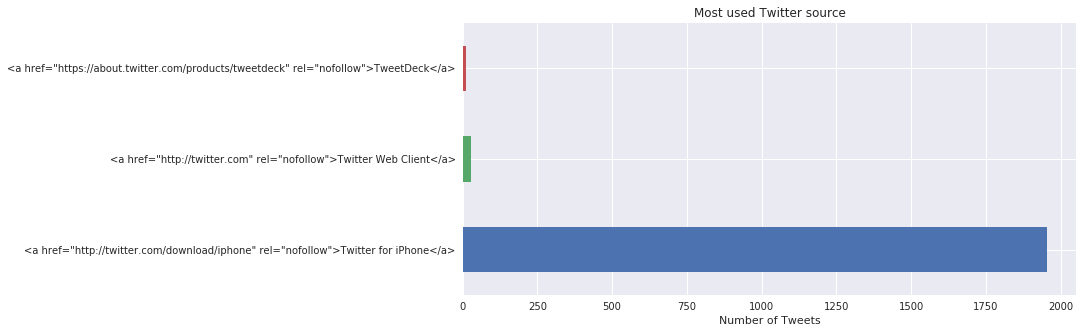 Most used Twitter source
<a href="https://about.twitter.com/products/tweetdeck" rel="nofollow">TweetDeck</a>
<a href="http://twitter.com" rel="nofollow">Twitter Web Client</a>
<a href="http://twitter.com/download/iphone" rel="nofollow">Twitter for iPhone</a>
0 250 500 750 1000 1250 1500 1750 2000
Number of Tweets